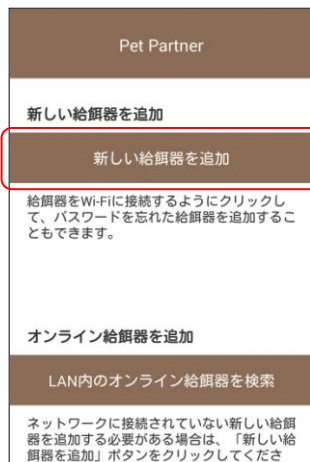 Pet Partner
新しい給餌器を追加
新しい給餌器を追加
給餌器をWi-Fiに接続するようにクリックし
て、パスワードを忘れた給餌器を追加するこ
ともできます。
オンライン給餌器を追加
LAN内のオンライン給餌器を検索
ネットワークに接続されていない新しい給餌
器を追加する必要がある場合は、「新しい給
餌器を追加」ボタンをクリックしてくださ